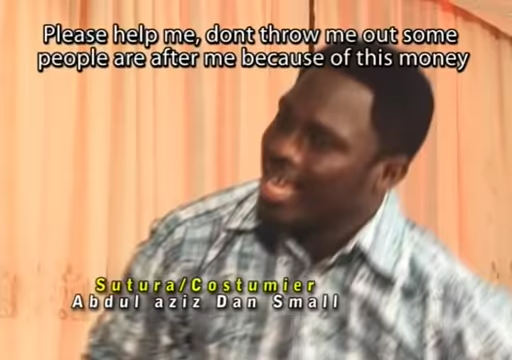 Please help me, dont throw me out some
people are after me because of this money
Sutura/Costumier
Abdul aziz Dan Small